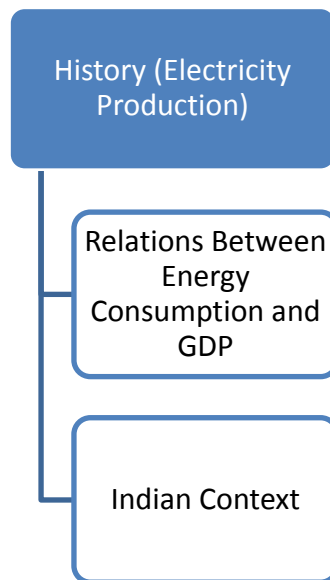 History (Electricity
Production)
Relations Between
Energy
Consumption and
GDP
Indian Context